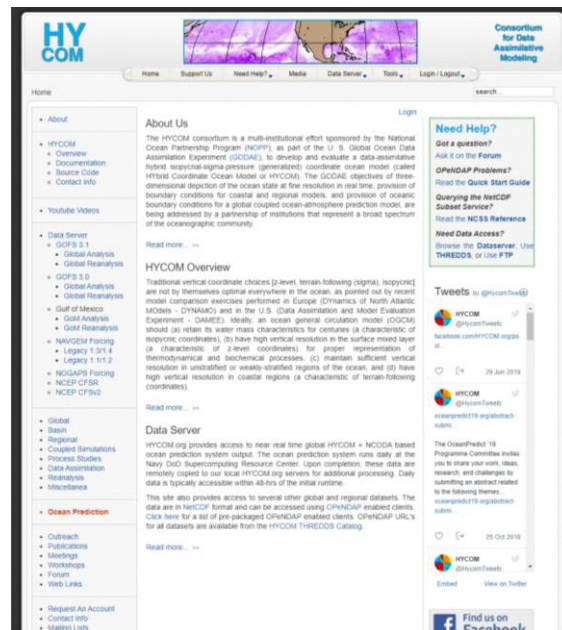 HY
COM
Consortium
for Data
Assimilative
Modeling
Home
Support Us
Need Help?
Media
Data Server
Tools
Login / Logout
Home
search...
About
HYCOM
Overview
Documentation
Source Code
Contact Info
Youtube Videos
Data Server
GOFS 3.1
Global Analysis
Global Reanalysis
GOFS 3.0
Global Analysis
Global Reanalysis
Gulf of Mexico
GoM Analysis
GoM Reanalysis
NAVGEM Forcing
Legacy 1.3/1.4
Legacy 1.1/1.2
NOGAPS Forcing
NCEP CFSR
NCEP CFSv2
Global
Basin
Regional
Coupled Simulations
Process Studies
Data Assimilation
Reanalysis
Miscellanea
Ocean Prediction
Outreach
Publications
Meetings
Workshops
Forum
Web Links
Request An Account
Contact Info
Mailing Lists
Login
About Us
The HYCOM consortium is a multi-institutional effort sponsored by the National
Ocean Partnership Program (NOPP), as part of the U. S. Global Ocean Data
Assimilation Experiment (GODAE), to develop and evaluate a data-assimilative
hybrid isopycnal-sigma-pressure (generalized) coordinate ocean model (called
HYbrid Coordinate Ocean Model or HYCOM). The GODAE objectives of three-
dimensional depiction of the ocean state at fine resolution in real time, provision of
boundary conditions for coastal and regional models, and provision of oceanic
boundary conditions for a global coupled ocean-atmosphere prediction model, are
being addressed by a partnership of institutions that represent a broad spectrum
of the oceanographic community.
Read more... >>
HYCOM Overview
Traditional vertical coordinate choices [z-level, terrain-following (sigma), isopycnic]
are not by themselves optimal everywhere in the ocean, as pointed out by recent
model comparison exercises performed in Europe (DYnamics of North Atlantic
MOdels - DYNAMO) and in the U.S. (Data Assimilation and Model Evaluation
Experiment - DAMEE). Ideally, an ocean general circulation model (OGCM)
should (a) retain its water mass characteristics for centuries (a characteristic of
isopycnic coordinates), (b) have high vertical resolution in the surface mixed layer
(a characteristic of z-level coordinates) for proper representation of
thermodynamical and biochemical processes, (c) maintain sufficient vertical
resolution in unstratified or weakly-stratified regions of the ocean, and (d) have
high vertical resolution in coastal regions (a characteristic of terrain-following
coordinates).
Read more... >>
Data Server
HYCOM.org provides access to near real time global HYCOM + NCODA based
ocean prediction system output. The ocean prediction system runs daily at the
Navy DoD Supercomputing Resource Center. Upon completion, these data are
remotely copied to our local HYCOM.org servers for additional processing. Daily
data is typically accessible within 48-hrs of the initial runtime.
This site also provides access to several other global and regional datasets. The
data are in NetCDF format and can be accessed using OPeNDAP enabled clients.
Click here for a list of pre-packaged OPeNDAP enabled clients. OPeNDAP URL's
for all datasets are available from the HYCOM THREDDS Catalog.
Read more... >>
Need Help?
Got a question?
Ask it on the Forum
OPeNDAP Problems?
Read the Quick Start Guide
Querying the NetCDF
Subset Service?
Read the NCSS Reference
Need Data Access?
Browse the Dataserver, Use
THREDDS, or Use FTP
Tweets by @HycomTweets
HYCOM
@HycomTweets
facebook.com/HYCOM.org/po
st...
29 Jun 2019
HYCOM
@HycomTweets
oceanpredict19.org/abstract-
submi...
The OceanPredict '19
Programme Committee invites
you to share your work, ideas,
research, and challenges by
submitting an abstract related
to the following themes...
oceanpredict19.org/abstract-
submi...
25 Oct 2018
HYCOM
@HycomTweets
Embed
View on Twitter
Find us on
Facebook